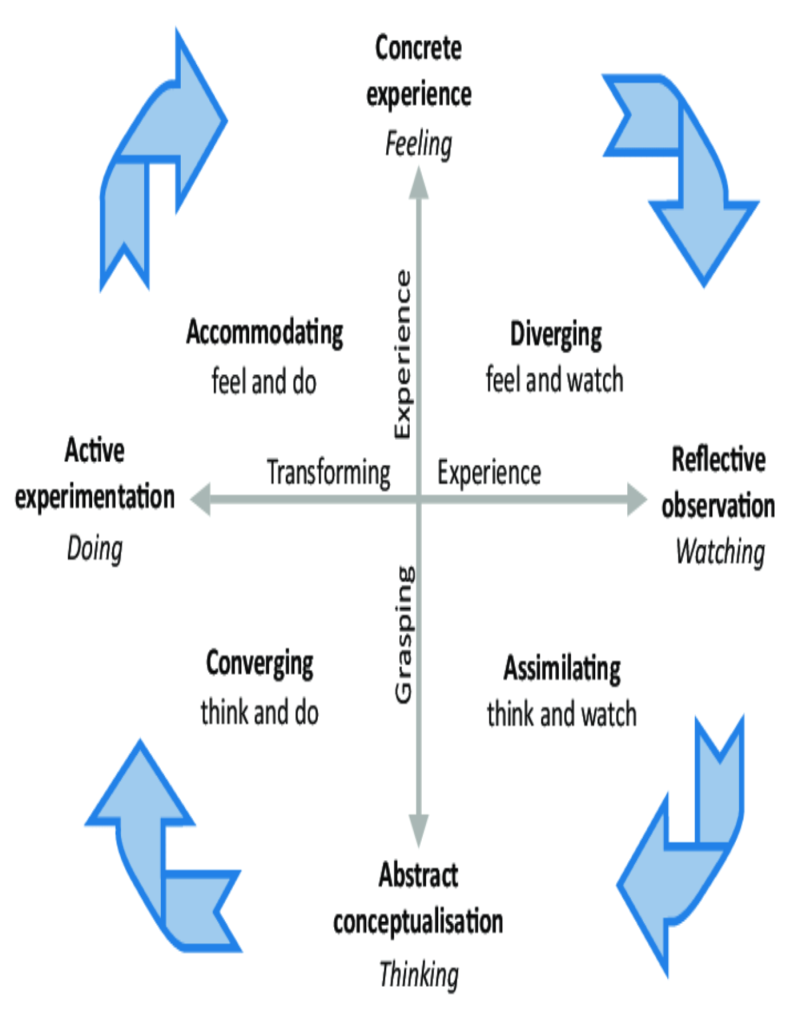 Concrete
experience
Feeling
Accommodating
feel and do
Experience
Diverging
feel and watch
Active
experimentation
Doing
Transforming
Experience
Reflective
observation
Watching
Grasping
Converging
think and do
Assimilating
think and watch
Abstract
conceptualisation
Thinking